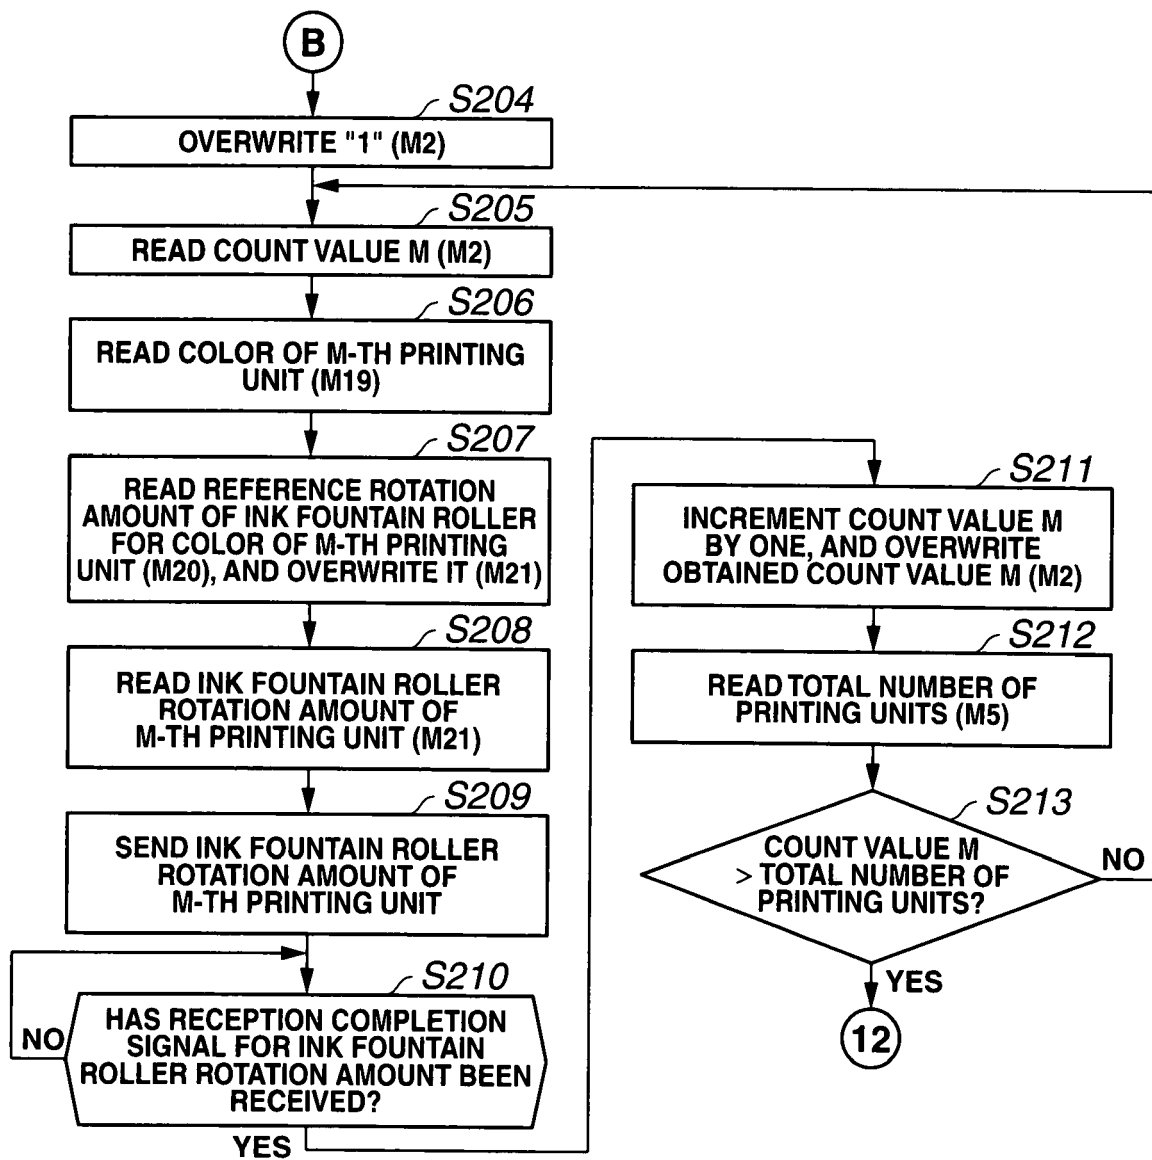 B
S204
OVERWRITE "1" (M2)
S205
READ COUNT VALUE M (M2)
S206
READ COLOR OF M-TH PRINTING
UNIT (M19)
S207
READ REFERENCE ROTATION
AMOUNT OF INK FOUNTAIN ROLLER
FOR COLOR OF M-TH PRINTING
UNIT (M20), AND OVERWRITE IT (M21)
S208
READ INK FOUNTAIN ROLLER
ROTATION AMOUNT OF
M-TH PRINTING UNIT (M21)
S209
SEND INK FOUNTAIN ROLLER
ROTATION AMOUNT OF
M-TH PRINTING UNIT
S210
HAS RECEPTION COMPLETION
SIGNAL FOR INK FOUNTAIN
ROLLER ROTATION AMOUNT BEEN
RECEIVED?
NO
YES
S211
INCREMENT COUNT VALUE M
BY ONE, AND OVERWRITE
OBTAINED COUNT VALUE M (M2)
S212
READ TOTAL NUMBER OF
PRINTING UNITS (M5)
S213
COUNT VALUE M
> TOTAL NUMBER OF
PRINTING UNITS?
NO
YES
12